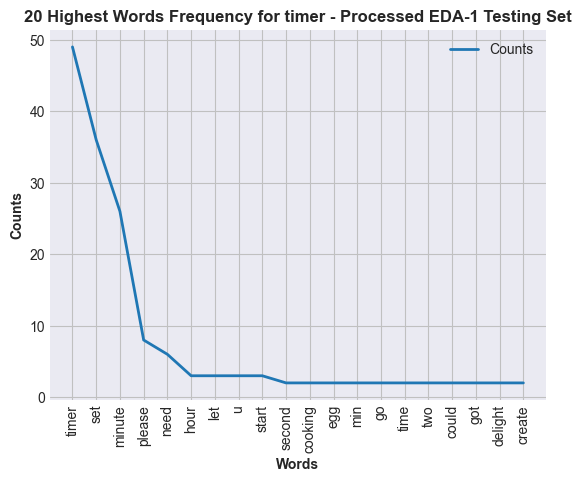 20 Highest Words Frequency for timer - Processed EDA-1 Testing Set
50
40
30
20
10
0
Counts
Counts
timer
set
minute
please
need
hour
let
u
start
second
cooking
egg
min
go
time
two
could
got
delight
create
Words